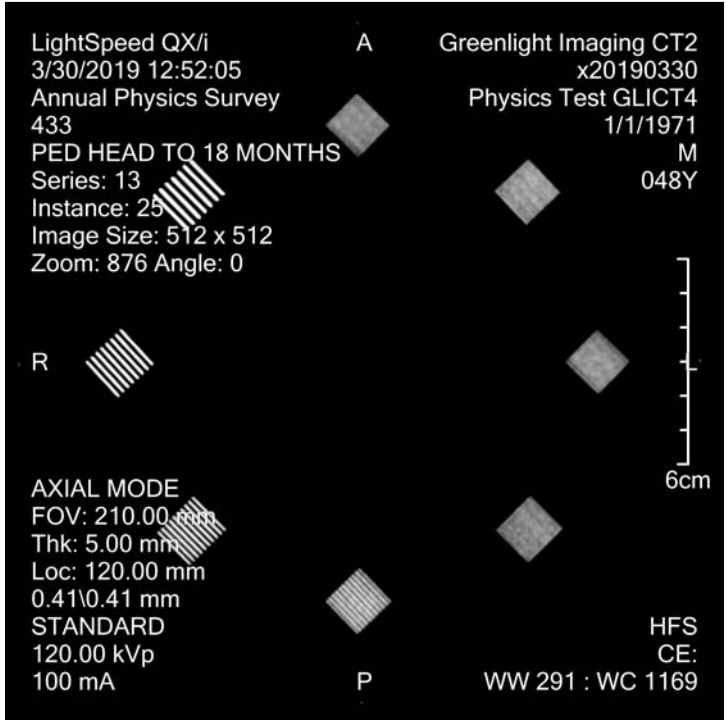 LightSpeed QX/i
3/30/2019 12:52:05
Annual Physics Survey
433
PED HEAD TO 18 MONTHS
Series: 13
Instance: 25
Image Size: 512 x 512
Zoom: 876 Angle: 0
A
Greenlight Imaging CT2
x20190330
Physics Test GLICT4
1/1/1971
M
048Y
R
L
6cm
AXIAL MODE
FOV: 210.00 mm
Thk: 5.00 mm
Loc: 120.00 mm
0.41\0.41 mm
STANDARD
120.00 kVp
100 mA
P
HFS
CE:
WW 291 : WC 1169